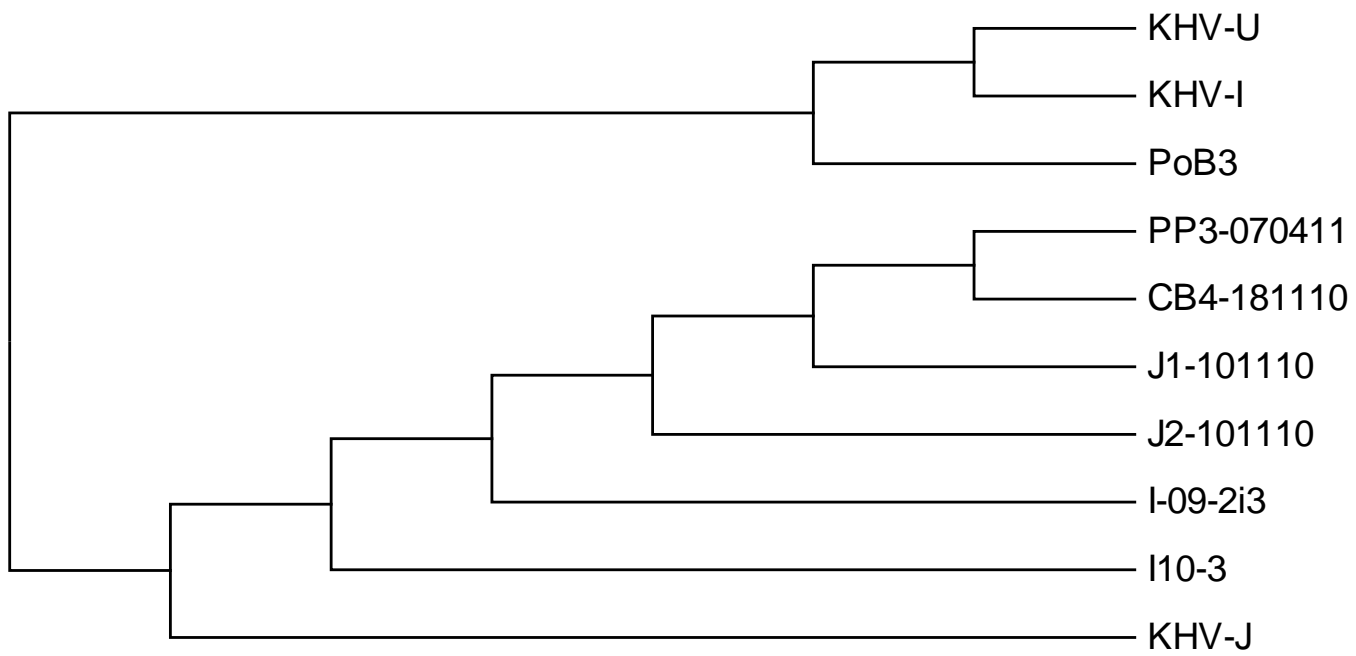 KHV-U
KHV-I
PoB3
PP3-070411
CB4-181110
J1-101110
J2-101110
I-09-2i3
I10-3
KHV-J